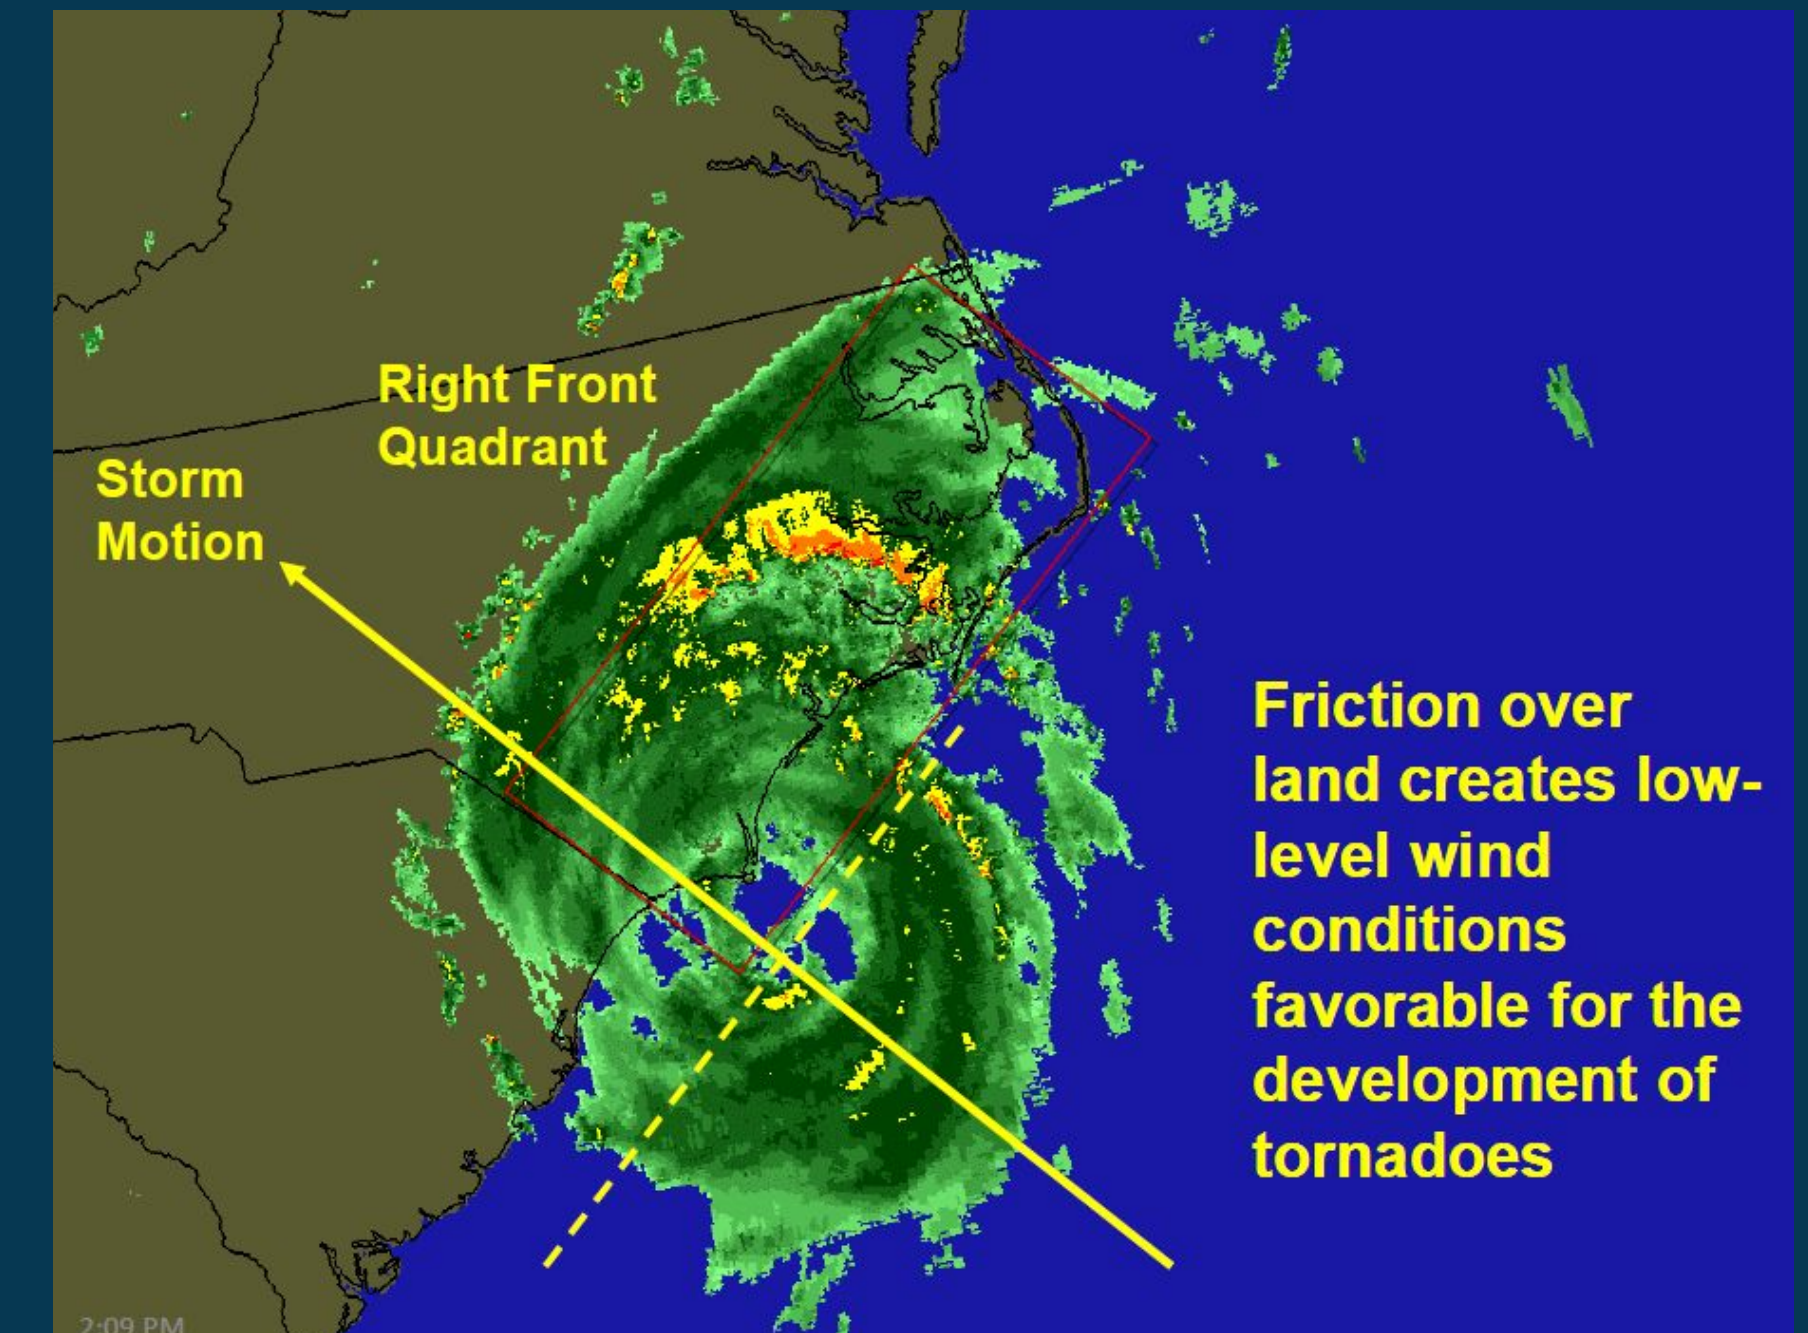 Right Front
Quadrant
Storm
Motion
Friction over
land creates low-
level wind
conditions
favorable for the
development of
tornadoes
2:09 PM